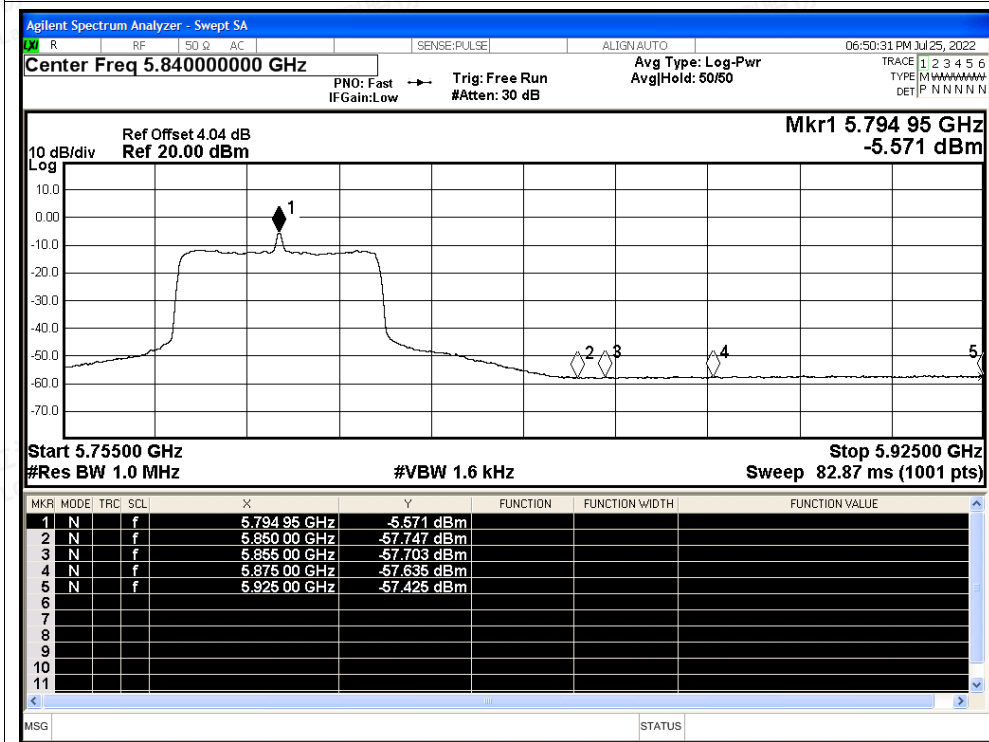 Agilent Spectrum Analyzer - Swept SA
LXI R RF 50 Ω AC SENSE:PULSE ALIGN AUTO 06:50:31 PM Jul 25, 2022
Center Freq 5.840000000 GHz
PNO: Fast
IFGain:Low
Trig: Free Run
#Atten: 30 dB
Avg Type: Log-Pwr
Avg|Hold: 50/50
TRACE 1 2 3 4 5 6
TYPE M WWWWW
DET P N N N N N
Mkr1 5.794 95 GHz
-5.571 dBm
Ref Offset 4.04 dB
10 dB/div Ref 20.00 dBm
Log
10.0
0.00
-10.0
-20.0
-30.0
-40.0
-50.0
-60.0
-70.0
1
2 3 4 5
Start 5.75500 GHz Stop 5.92500 GHz
#Res BW 1.0 MHz #VBW 1.6 kHz Sweep 82.87 ms (1001 pts)
MKR MODE TRC SCL X Y FUNCTION FUNCTION WIDTH FUNCTION VALUE
1 N f 5.794 95 GHz -5.571 dBm
2 N f 5.850 00 GHz -57.747 dBm
3 N f 5.855 00 GHz -57.703 dBm
4 N f 5.875 00 GHz -57.635 dBm
5 N f 5.925 00 GHz -57.425 dBm
6
7
8
9
10
11
MSG STATUS